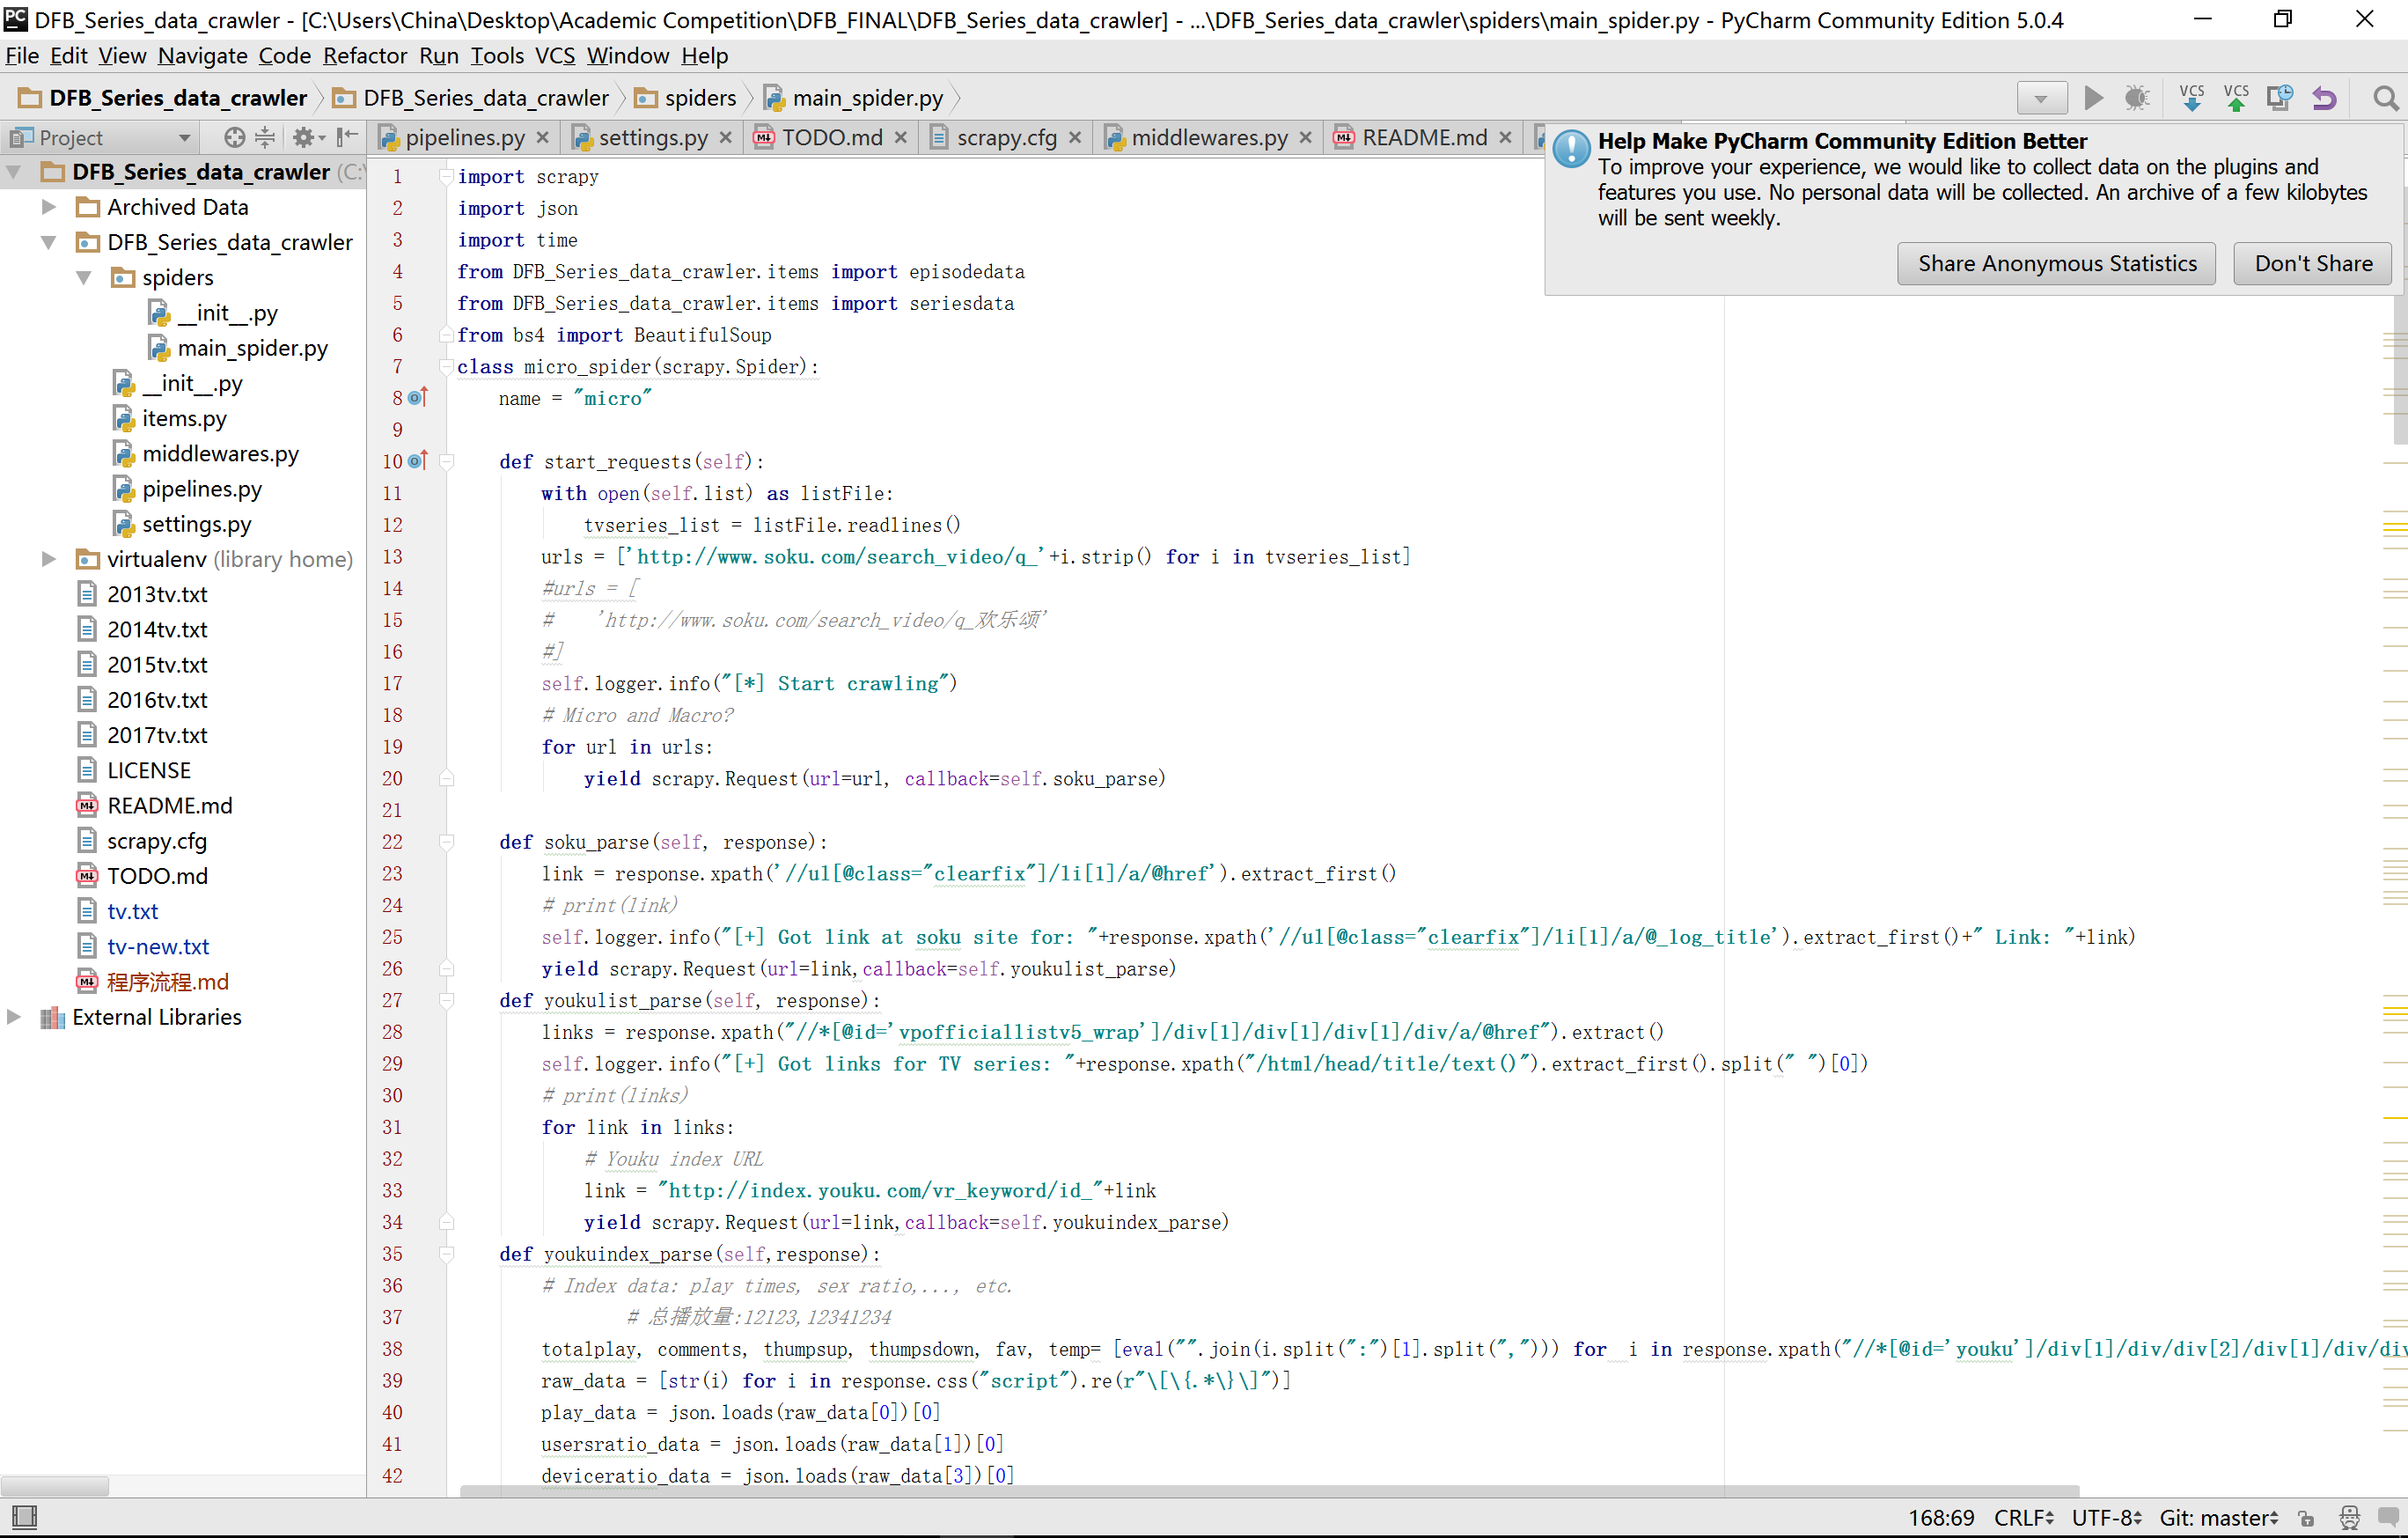 DFB_Series_data_crawler - [C:\Users\China\Desktop\Academic Competition\DFB_FINAL\DFB_Series_data_crawler] - ...\DFB_Series_data_crawler\spiders\main_spider.py - PyCharm Community Edition 5.0.4
File Edit View Navigate Code Refactor Run Tools VCS Window Help
DFB_Series_data_crawler DFB_Series_data_crawler spiders main_spider.py
VCS VCS
Project
pipelines.py settings.py TODO.md scrapy.cfg middlewares.py README.md
Help Make PyCharm Community Edition Better
To improve your experience, we would like to collect data on the plugins and
features you use. No personal data will be collected. An archive of a few kilobytes
will be sent weekly.
Share Anonymous Statistics Don't Share
DFB_Series_data_crawler (C:\
Archived Data
DFB_Series_data_crawler
spiders
__init__.py
main_spider.py
__init__.py
items.py
middlewares.py
pipelines.py
settings.py
virtualenv (library home)
2013tv.txt
2014tv.txt
2015tv.txt
2016tv.txt
2017tv.txt
LICENSE
README.md
scrapy.cfg
TODO.md
tv.txt
tv-new.txt
程序流程.md
External Libraries
1 import scrapy
2 import json
3 import time
4 from DFB_Series_data_crawler.items import episodedata
5 from DFB_Series_data_crawler.items import seriesdata
6 from bs4 import BeautifulSoup
7 class micro_spider(scrapy.Spider):
8 name = "micro"
9
10 def start_requests(self):
11 with open(self.list) as listFile:
12 tvseries_list = listFile.readlines()
13 urls = ['http://www.soku.com/search_video/q_'+i.strip() for i in tvseries_list]
14 #urls = [
15 # 'http://www.soku.com/search_video/q_欢乐颂'
16 #]
17 self.logger.info("[*] Start crawling")
18 # Micro and Macro?
19 for url in urls:
20 yield scrapy.Request(url=url, callback=self.soku_parse)
21
22 def soku_parse(self, response):
23 link = response.xpath('//ul[@class="clearfix"]/li[1]/a/@href').extract_first()
24 # print(link)
25 self.logger.info("[+] Got link at soku site for: "+response.xpath('//ul[@class="clearfix"]/li[1]/a/@_log_title').extract_first()+" Link: "+link)
26 yield scrapy.Request(url=link,callback=self.youkulist_parse)
27 def youkulist_parse(self, response):
28 links = response.xpath("//*[@id='vpofficiallistv5_wrap']/div[1]/div[1]/div[1]/div/a/@href").extract()
29 self.logger.info("[+] Got links for TV series: "+response.xpath("/html/head/title/text()").extract_first().split(" ")[0])
30 # print(links)
31 for link in links:
32 # Youku index URL
33 link = "http://index.youku.com/vr_keyword/id_"+link
34 yield scrapy.Request(url=link,callback=self.youkuindex_parse)
35 def youkuindex_parse(self,response):
36 # Index data: play times, sex ratio,..., etc.
37 # 总播放量:12123,12341234
38 totalplay, comments, thumpsup, thumpsdown, fav, temp= [eval("".join(i.split(":")[1].split(","))) for i in response.xpath("//*[@id='youku']/div[1]/div/div[2]/div[1]/div/div
39 raw_data = [str(i) for i in response.css("script").re(r"\[\{.*\}\]")]
40 play_data = json.loads(raw_data[0])[0]
41 usersratio_data = json.loads(raw_data[1])[0]
42 deviceratio_data = json.loads(raw_data[3])[0]
168:69 CRLF UTF-8 Git: master